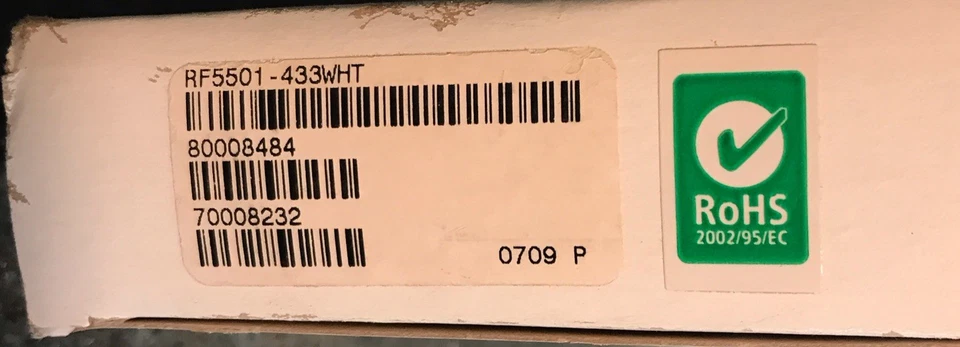 RF5501-433WHT
80008484
70008232
0709 P
RoHS
2002/95/EC